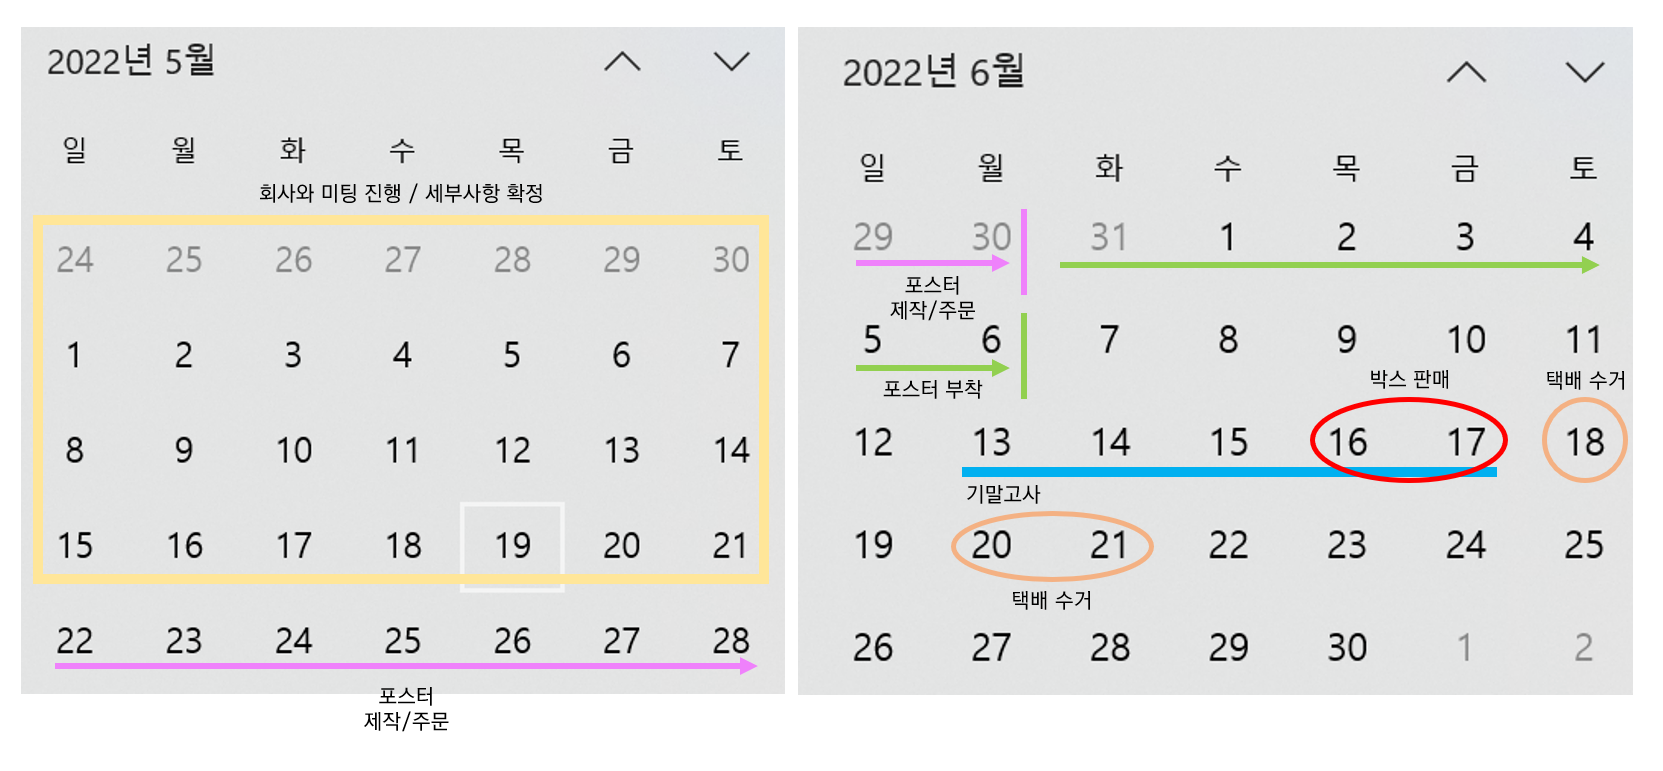 2022년 5월
일 월 화 수 목 금 토
회사와 미팅 진행 / 세부사항 확정
24 25 26 27 28 29 30
1 2 3 4 5 6 7
8 9 10 11 12 13 14
15 16 17 18 19 20 21
22 23 24 25 26 27 28
포스터
제작/주문
2022년 6월
일 월 화 수 목 금 토
29 30 31 1 2 3 4
포스터
제작/주문
5 6 7 8 9 10 11
포스터 부착
박스 판매
택배 수거
12 13 14 15 16 17 18
기말고사
19 20 21 22 23 24 25
택배 수거
26 27 28 29 30 1 2